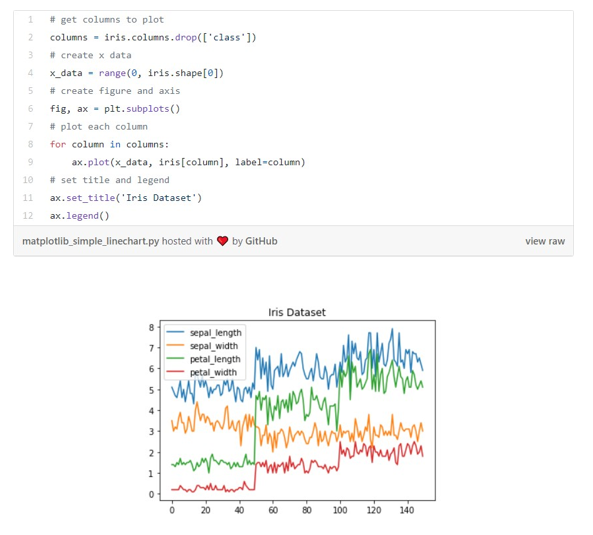 1 # get columns to plot
2 columns = iris.columns.drop(['class'])
3 # create x data
4 x_data = range(0, iris.shape[0])
5 # create figure and axis
6 fig, ax = plt.subplots()
7 # plot each column
8 for column in columns:
9     ax.plot(x_data, iris[column], label=column)
10 # set title and legend
11 ax.set_title('Iris Dataset')
12 ax.legend()
matplotlib_simple_linechart.py hosted with ❤ by GitHub view raw
Iris Dataset
8
7
6
5
4
3
2
1
0
sepal_length
sepal_width
petal_length
petal_width
0 20 40 60 80 100 120 140